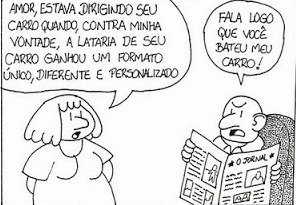 AMOR, ESTAVA DIRIGINDO SEU
CARRO QUANDO, CONTRA MINHA
VONTADE, A LATARIA DE SEU
CARRO GANHOU UM FORMATO
ÚNICO, DIFERENTE E PERSONALIZADO
FALA LOGO
QUE VOCÊ
BATEU MEU
CARRO!
★ O JORNAL ★